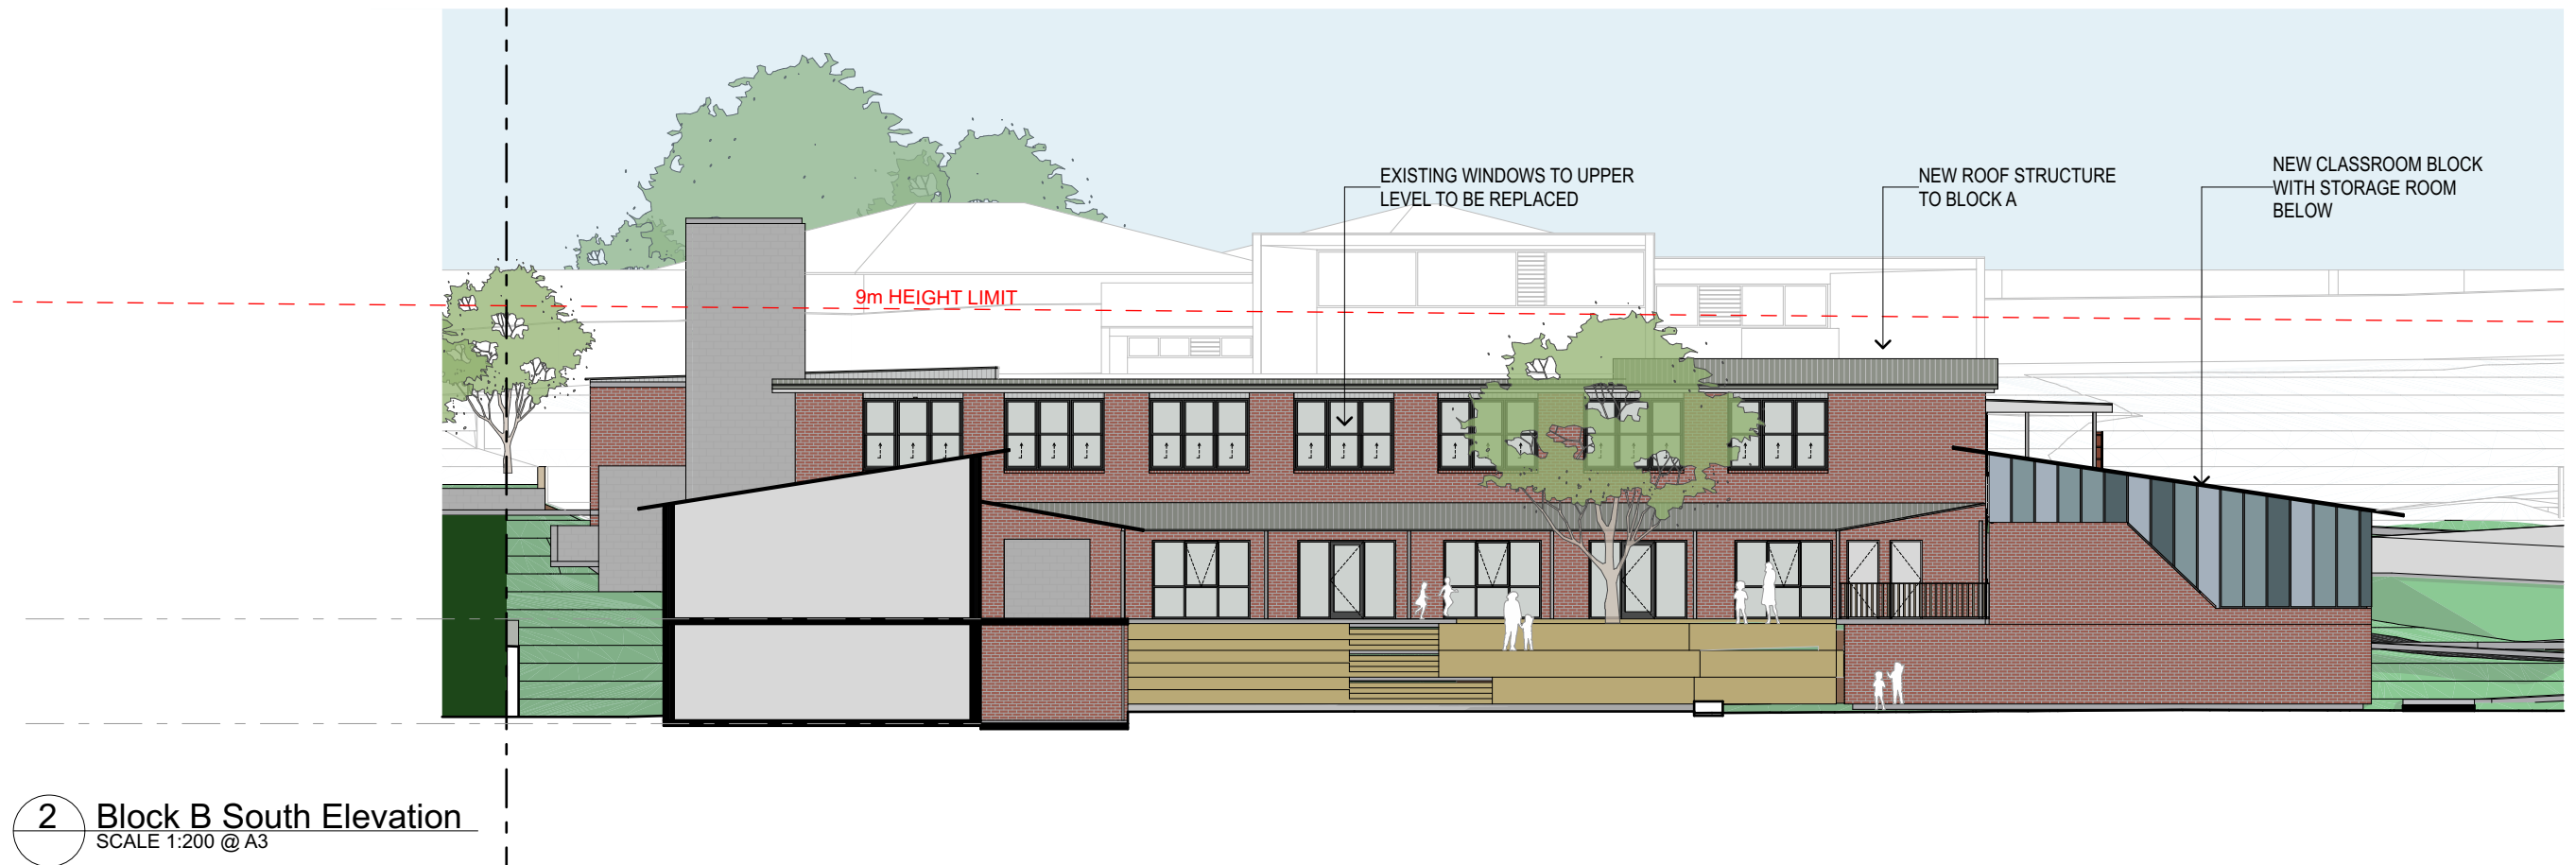 EXISTING WINDOWS TO UPPER
LEVEL TO BE REPLACED
NEW ROOF STRUCTURE
TO BLOCK A
NEW CLASSROOM BLOCK
WITH STORAGE ROOM
BELOW
9m HEIGHT LIMIT
2
Block B South Elevation
SCALE 1:200 @ A3